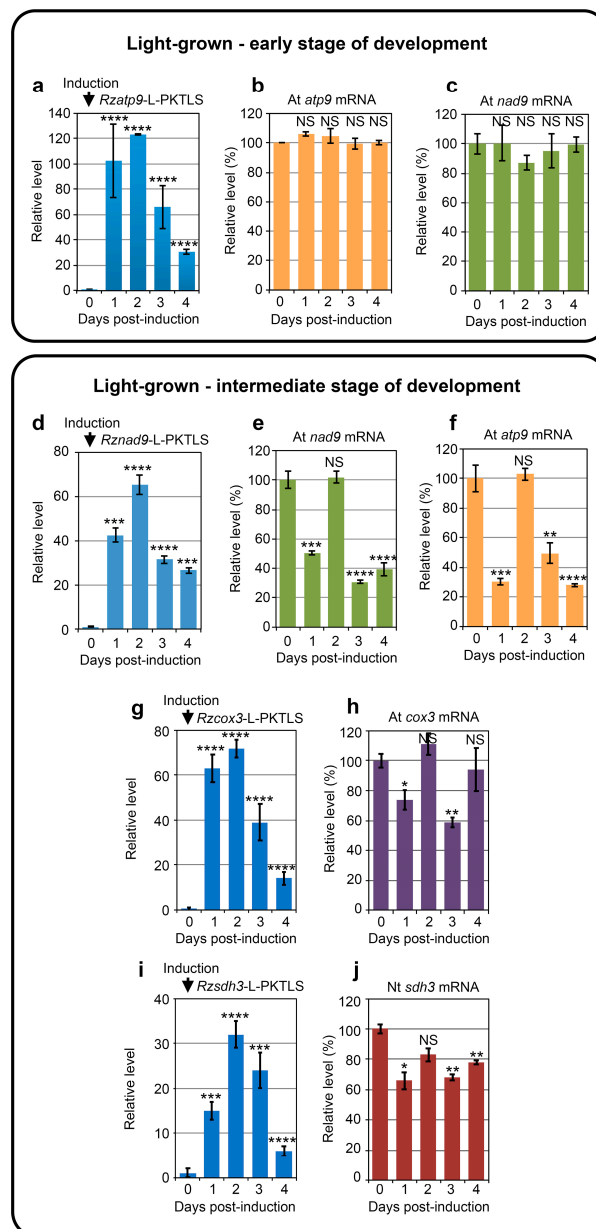 Light-grown - early stage of development
a
Induction
Rzatp9-L-PKTLS
Relative level
140
120
100
80
60
40
20
0
****
****
****
****
0 1 2 3 4
Days post-induction
b
At atp9 mRNA
Relative level (%)
120
100
80
60
40
20
0
NS NS NS NS
0 1 2 3 4
Days post-induction
c
At nad9 mRNA
Relative level (%)
120
100
80
60
40
20
0
NS NS NS NS
0 1 2 3 4
Days post-induction
Light-grown - intermediate stage of development
d
Induction
Rznad9-L-PKTLS
Relative level
80
60
40
20
0
***
****
****
***
0 1 2 3 4
Days post-induction
e
At nad9 mRNA
Relative level (%)
120
100
80
60
40
20
0
***
NS
****
****
0 1 2 3 4
Days post-induction
f
At atp9 mRNA
Relative level (%)
120
100
80
60
40
20
0
***
NS
**
****
0 1 2 3 4
Days post-induction
g
Induction
Rzcox3-L-PKTLS
Relative level
80
60
40
20
0
****
****
****
****
0 1 2 3 4
Days post-induction
h
At cox3 mRNA
Relative level (%)
120
100
80
60
40
20
0
*
NS
**
NS
0 1 2 3 4
Days post-induction
i
Induction
Rzsdh3-L-PKTLS
Relative level
40
30
20
10
0
***
****
***
****
0 1 2 3 4
Days post-induction
j
Nt sdh3 mRNA
Relative level (%)
120
100
80
60
40
20
0
*
NS
**
**
0 1 2 3 4
Days post-induction